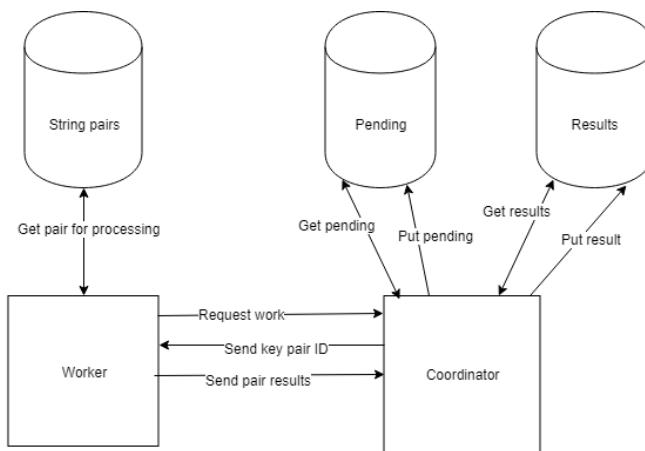 String pairs
Pending
Results
Get pair for processing
Get pending
Put pending
Get results
Put result
Request work
Send key pair ID
Send pair results
Worker
Coordinator